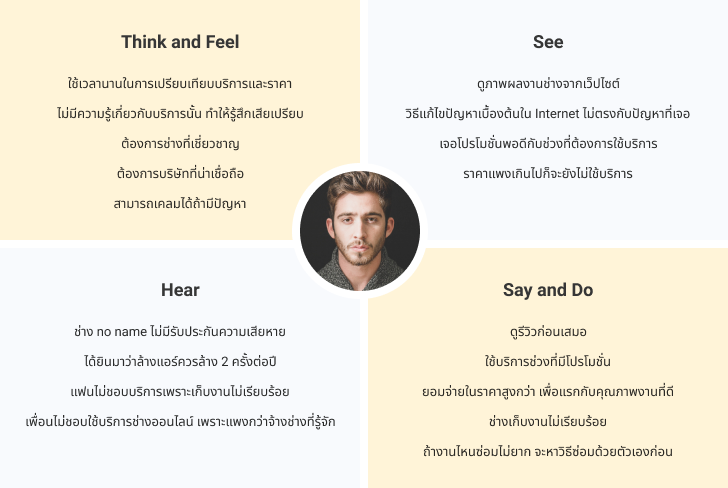 Think and Feel
ใช้เวลานานในการเปรียบเทียบบริการและราคา
ไม่มีความรู้เกี่ยวกับบริการนั้น ทำให้รู้สึกเสียเปรียบ
ต้องการช่างที่เชี่ยวชาญ
ต้องการบริษัทที่น่าเชื่อถือ
สามารถเคลมได้ถ้ามีปัญหา
See
ดูภาพผลงานช่างจากเว็ปไซต์
วิธีแก้ไขปัญหาเบื้องต้นใน Internet ไม่ตรงกับปัญหาที่เจอ
เจอโปรโมชั่นพอดีกับช่วงที่ต้องการใช้บริการ
ราคาแพงเกินไปก็จะยังไม่ใช้บริการ
Hear
ช่าง no name ไม่มีรับประกันความเสียหาย
ได้ยินมาว่าล้างแอร์ควรล้าง 2 ครั้งต่อปี
แฟนไม่ชอบบริการเพราะเก็บงานไม่เรียบร้อย
เพื่อนไม่ชอบใช้บริการช่างออนไลน์ เพราะแพงกว่าจ้างช่างที่รู้จัก
Say and Do
ดูรีวิวก่อนเสมอ
ใช้บริการช่วงที่มีโปรโมชั่น
ยอมจ่ายในราคาสูงกว่า เพื่อแรกกับคุณภาพงานที่ดี
ช่างเก็บงานไม่เรียบร้อย
ถ้างานไหนซ่อมไม่ยาก จะหาวิธีซ่อมด้วยตัวเองก่อน